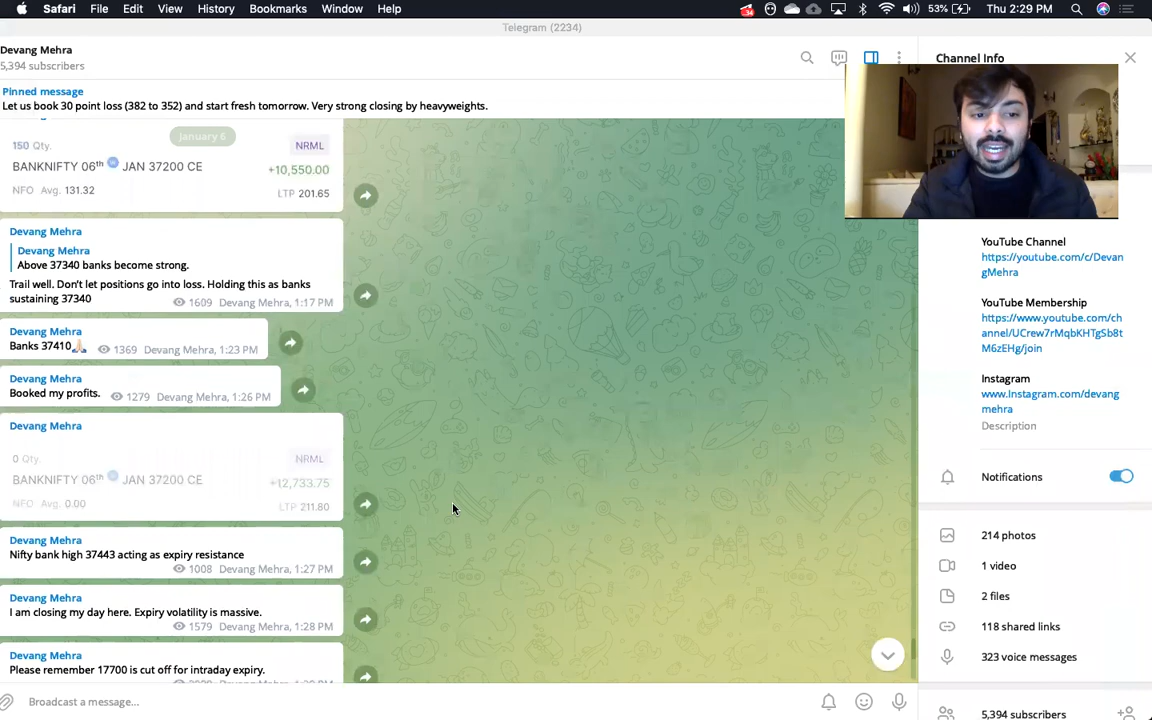 Safari File Edit View History Bookmarks Window Help
34
53% Thu 2:29 PM
Telegram (2234)
Devang Mehra
5,394 subscribers
Channel Info
Pinned message
Let us book 30 point loss (382 to 352) and start fresh tomorrow. Very strong closing by heavyweights.
January 6
150 Qty. NRML
BANKNIFTY 06th W JAN 37200 CE +10,550.00
NFO Avg. 131.32 LTP 201.65
Devang Mehra
Devang Mehra
Above 37340 banks become strong.
Trail well. Don't let positions go into loss. Holding this as banks
sustaining 37340
1609 Devang Mehra, 1:17 PM
Devang Mehra
Banks 37410🙏🏻 1369 Devang Mehra, 1:23 PM
Devang Mehra
Booked my profits. 1279 Devang Mehra, 1:26 PM
Devang Mehra
0 Qty. NRML
BANKNIFTY 06th W JAN 37200 CE +12,733.75
NFO Avg. 0.00 LTP 211.80
Devang Mehra
Nifty bank high 37443 acting as expiry resistance
1008 Devang Mehra, 1:27 PM
Devang Mehra
I am closing my day here. Expiry volatility is massive.
1579 Devang Mehra, 1:28 PM
Devang Mehra
Please remember 17700 is cut off for intraday expiry.
Broadcast a message...
YouTube Channel
https://youtube.com/c/Devan
gMehra
YouTube Membership
https://www.youtube.com/ch
annel/UCrew7rMqbKHTgSb8t
M6zEHg/join
Instagram
www.Instagram.com/devang
mehra
Description
Notifications
214 photos
1 video
2 files
118 shared links
323 voice messages
5,394 subscribers